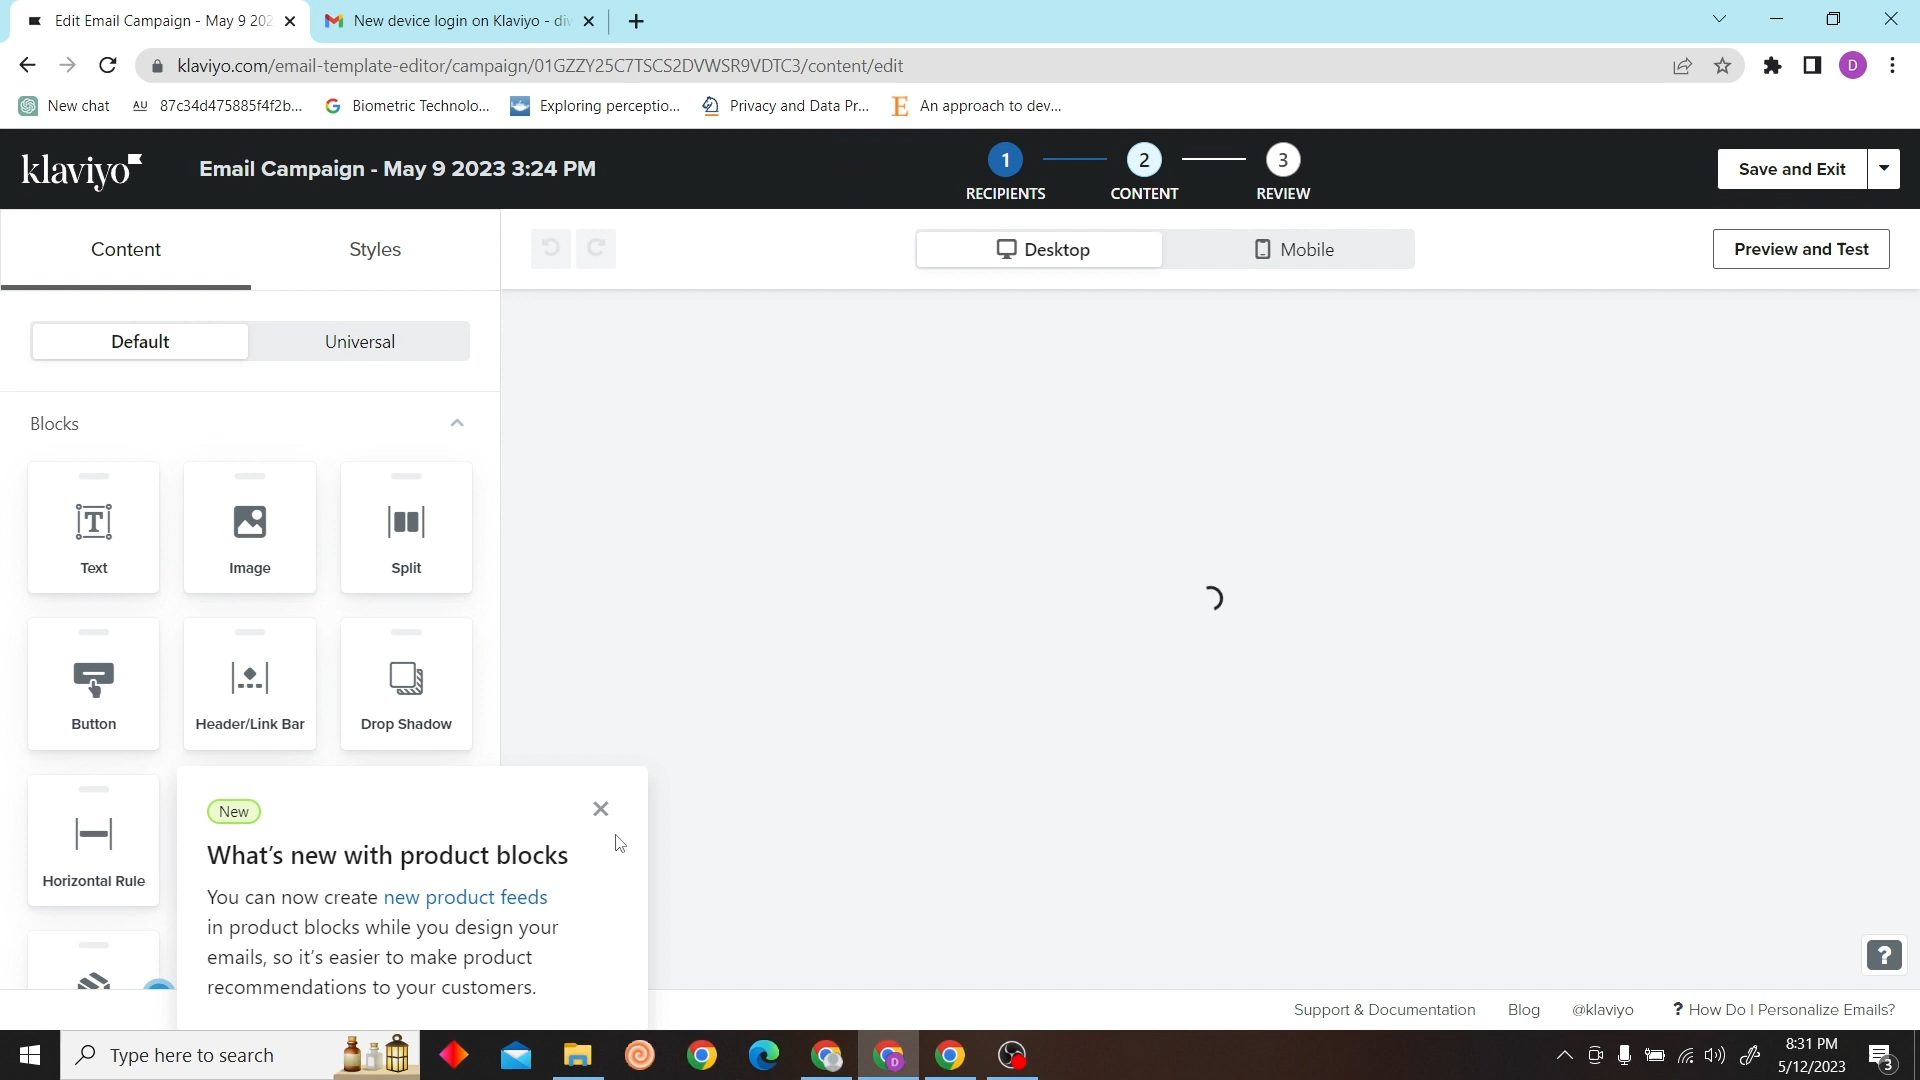 Edit Email Campaign - May 9 202
New device login on Klaviyo - div
klaviyo.com/email-template-editor/campaign/01GZZY25C7TSCS2DVWSR9VDTC3/content/edit
D
New chat
AU 87c34d475885f4f2b...
Biometric Technolo...
Exploring perceptio...
Privacy and Data Pr...
E An approach to dev...
klaviyo
Email Campaign - May 9 2023 3:24 PM
1 2 3
RECIPIENTS CONTENT REVIEW
Save and Exit
Content
Styles
Desktop
Mobile
Preview and Test
Default
Universal
Blocks
Text
Image
Split
Button
Header/Link Bar
Drop Shadow
Horizontal Rule
New
What's new with product blocks
You can now create new product feeds
in product blocks while you design your
emails, so it's easier to make product
recommendations to your customers.
?
Support & Documentation
Blog
@klaviyo
? How Do I Personalize Emails?
Type here to search
D
8:31 PM
5/12/2023
3